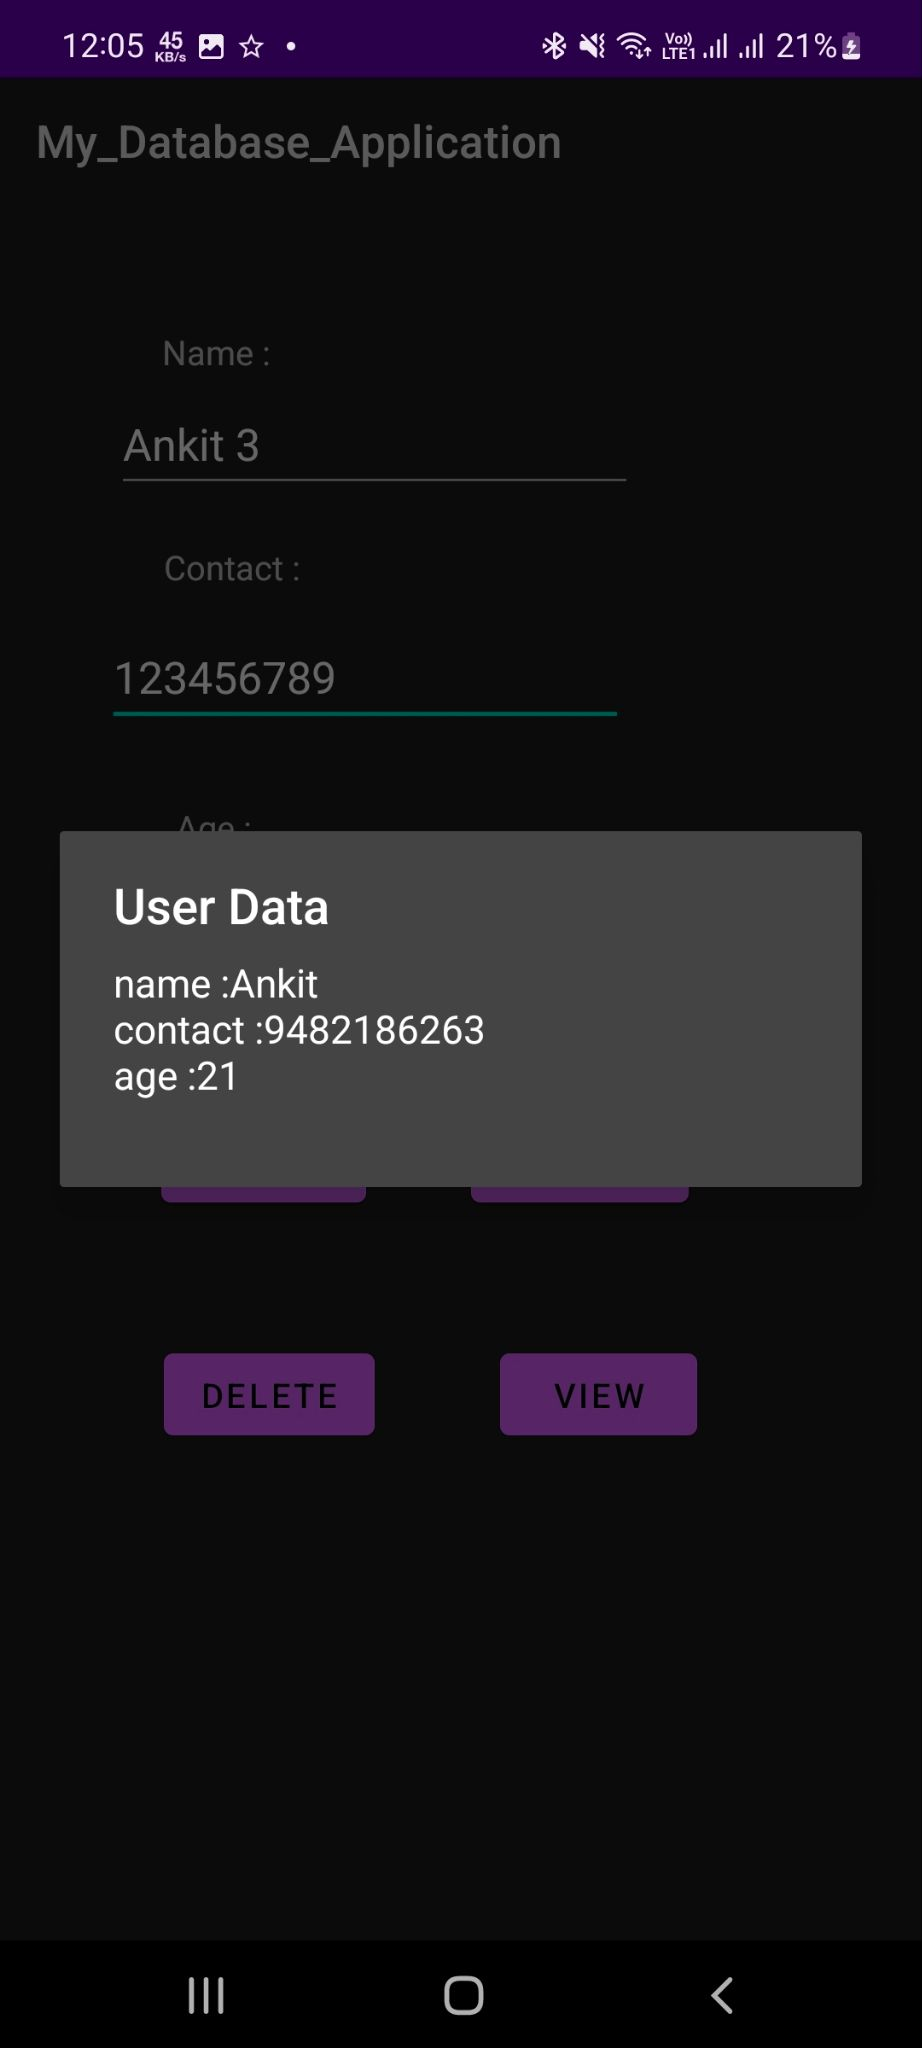 12:05 45 KB/s Vo)) LTE1 21%
My_Database_Application
Name :
Ankit 3
Contact :
123456789
Age :
User Data
name :Ankit
contact :9482186263
age :21
DELETE VIEW